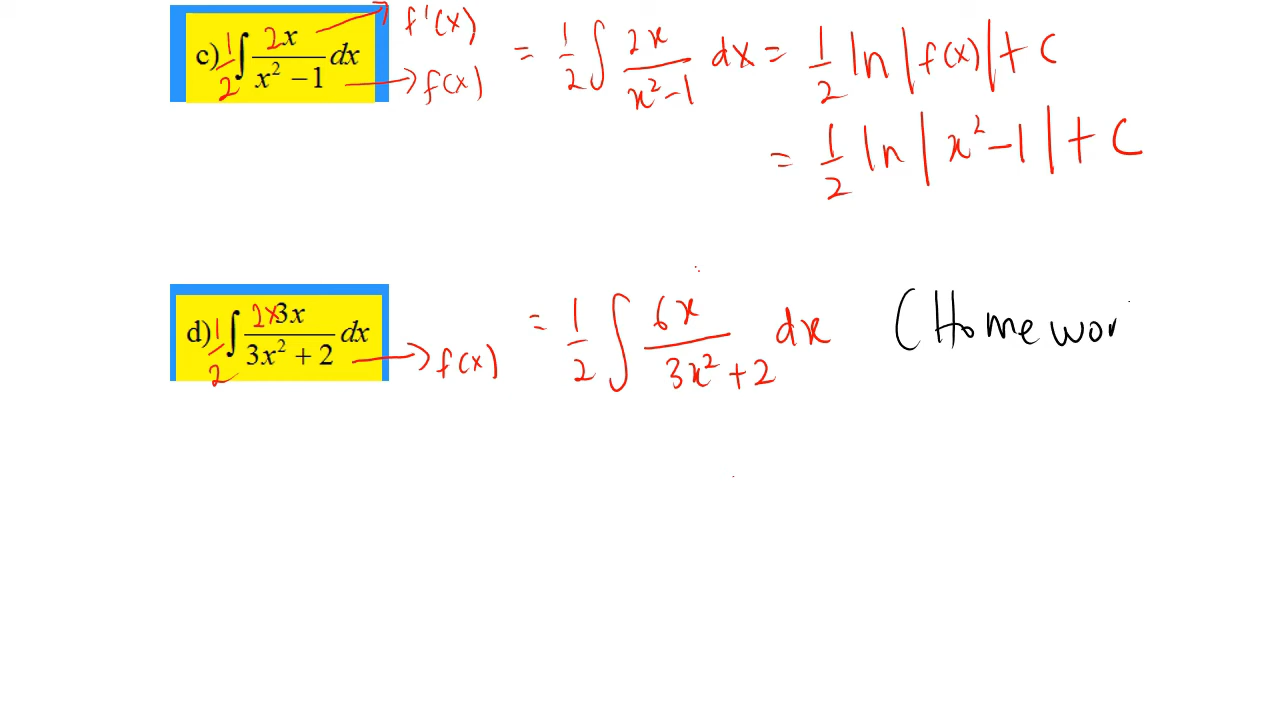 c) 1/2 ∫ 2x/(x² − 1) dx → f'(x) → f(x) = 1/2 ∫ 2x/(x² − 1) dx = 1/2 ln |f(x)| + C
= 1/2 ln | x² − 1 | + C
d) 1/2 ∫ 2×3x/(3x² + 2) dx → f(x) = 1/2 ∫ 6x/(3x² + 2) dx (Homewor